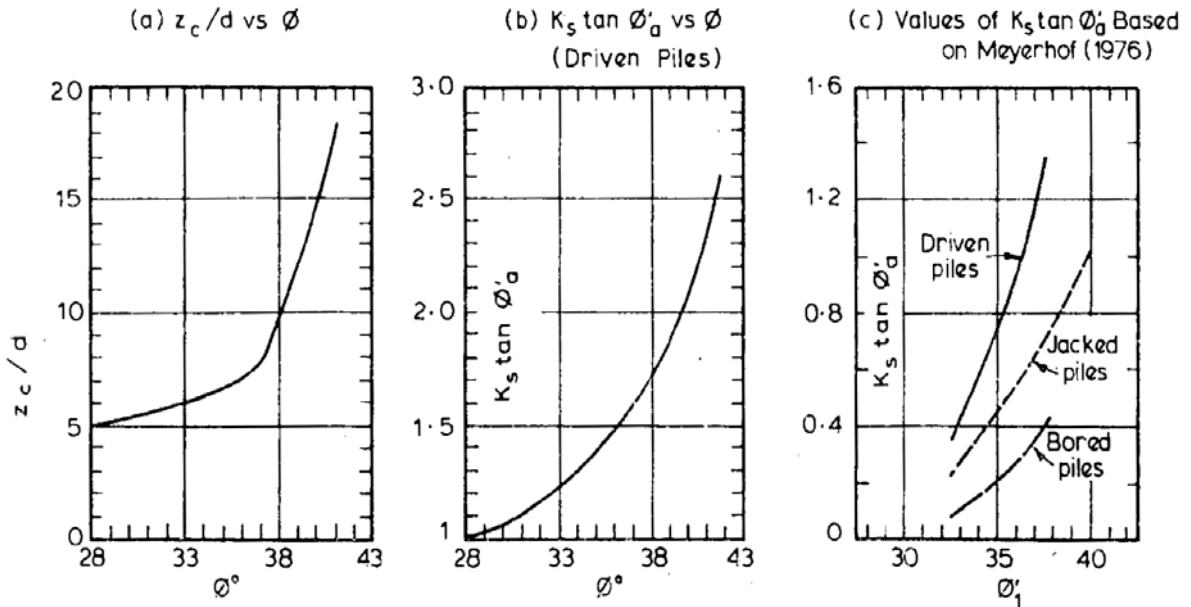 (a) z_c/d vs Ø
20
15
10
5
0
z_c/d
28 33 38 43
Ø°
(b) K_s tan Ø'_a vs Ø
(Driven Piles)
3.0
2.5
2.0
1.5
1
K_s tan Ø'_a
28 33 38 43
Ø°
(c) Values of K_s tan Ø'_a Based
on Meyerhof (1976)
1.6
1.2
0.8
0.4
0
K_s tan Ø'_a
Driven
piles
Jacked
piles
Bored
piles
30 35 40
Ø'_1